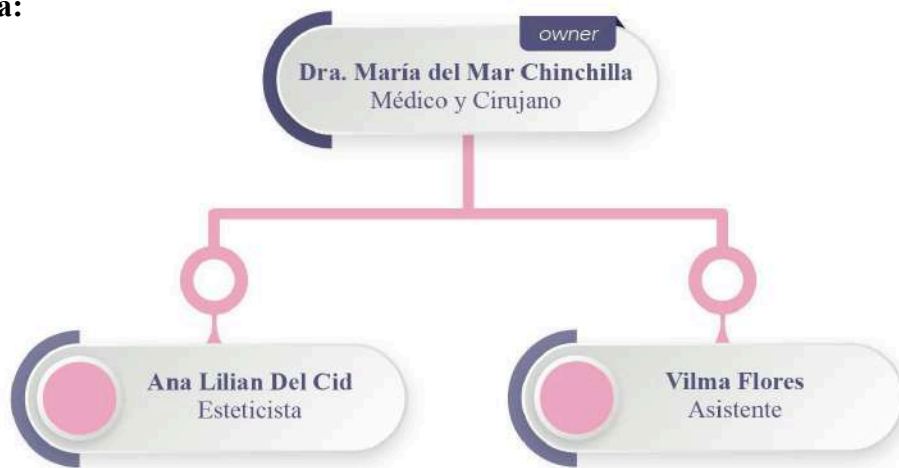 a:
owner
Dra. María del Mar Chinchilla
Médico y Cirujano
Ana Lilian Del Cid
Esteticista
Vilma Flores
Asistente